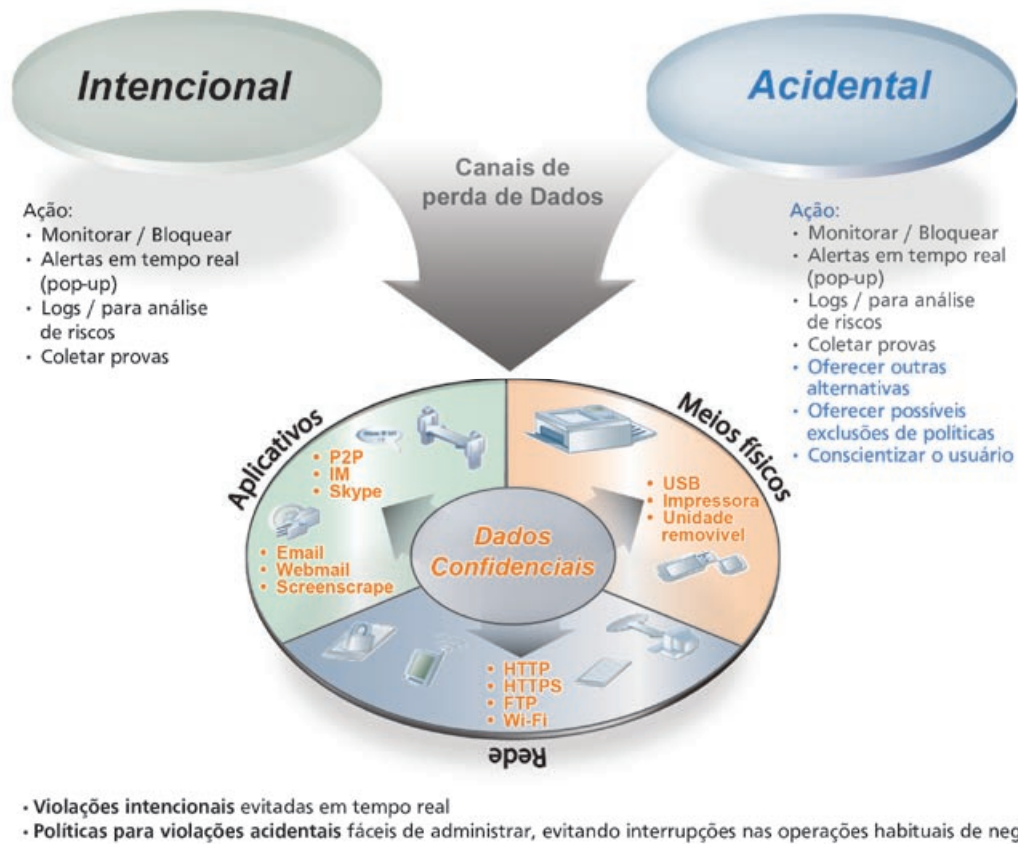 Intencional
Acidental
Canais de
perda de Dados
Ação:
• Monitorar / Bloquear
• Alertas em tempo real
(pop-up)
• Logs / para análise
de riscos
• Coletar provas
Ação:
• Monitorar / Bloquear
• Alertas em tempo real
(pop-up)
• Logs / para análise
de riscos
• Coletar provas
• Oferecer outras
alternativas
• Oferecer possíveis
exclusões de políticas
• Conscientizar o usuário
Aplicativos
• P2P
• IM
• Skype
• Email
• Webmail
• Screenscrape
Meios físicos
• USB
• Impressora
• Unidade
removivel
Dados
Confidenciais
• HTTP
• HTTPS
• FTP
• Wi-Fi
Rede
• Violações intencionais evitadas em tempo real
• Políticas para violações acidentais fáceis de administrar, evitando interrupções nas operações habituais de neg